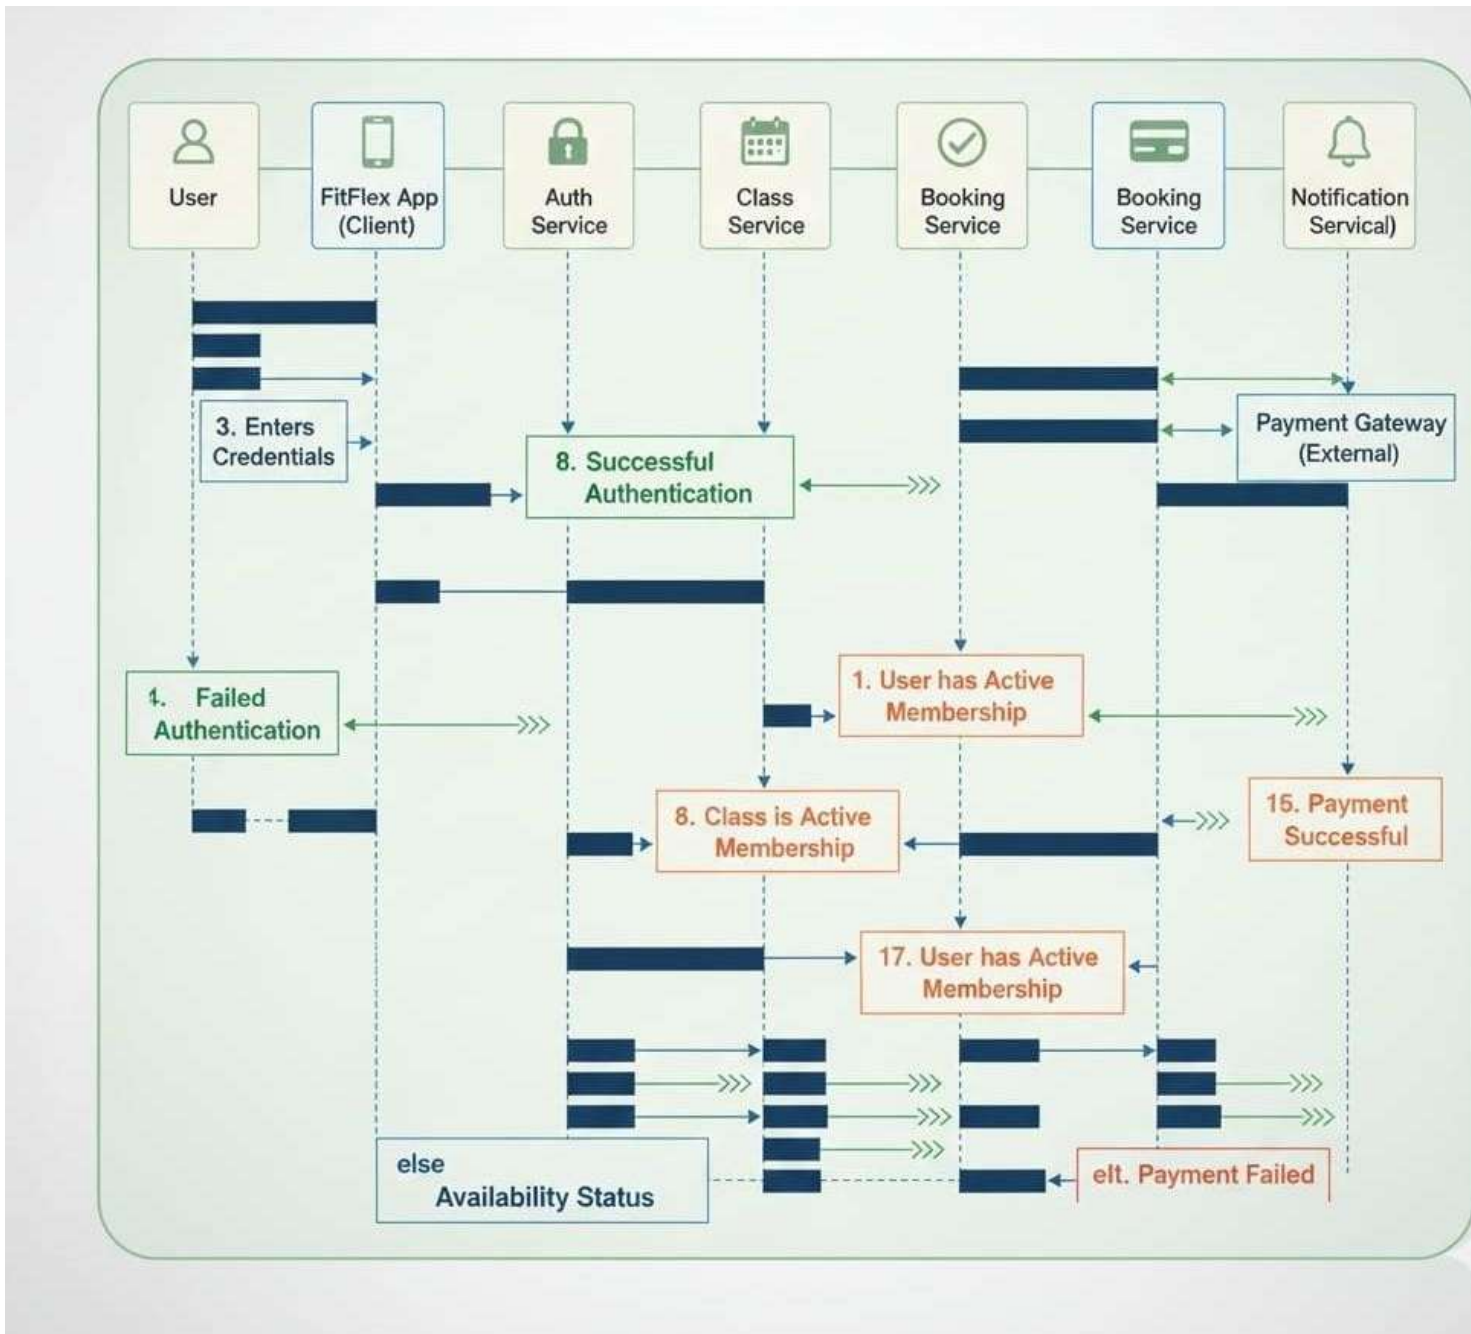 User
FitFlex App
(Client)
Auth
Service
Class
Service
Booking
Service
Booking
Service
Notification
Servical)
3. Enters
Credentials
8. Successful
Authentication
Payment Gateway
(External)
1. User has Active
Membership
Failed
Authentication
8. Class is Active
Membership
15. Payment
Successful
17. User has Active
Membership
else
Availability Status
elt. Payment Failed